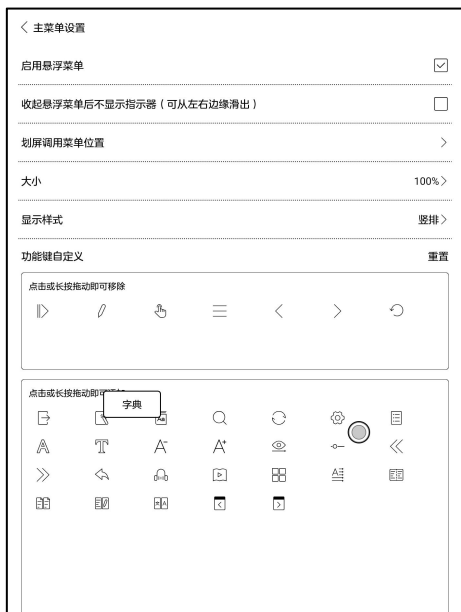 主菜单设置
启用悬浮菜单
收起悬浮菜单后不显示指示器（可从左右边缘滑出）
划屏调用菜单位置
大小 100%
显示样式 竖排
功能键自定义 重置
点击或长按拖动即可移除
点击或长按拖动即可添加
字典